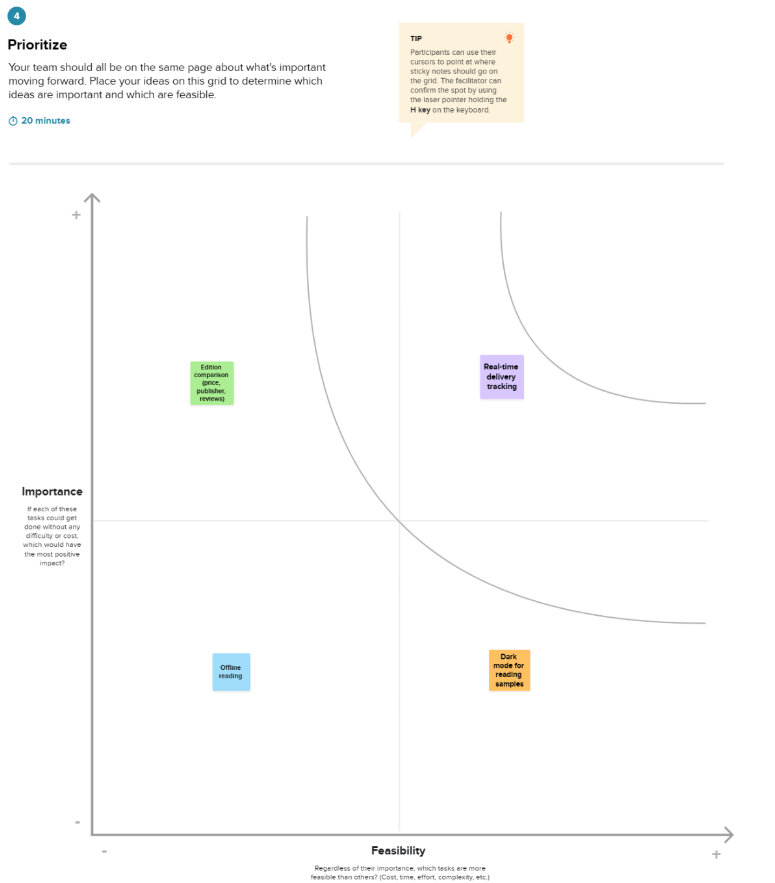 4
Prioritize
Your team should all be on the same page about what's important
moving forward. Place your ideas on this grid to determine which
ideas are important and which are feasible.
20 minutes
TIP
Participants can use their
cursors to point at where
sticky notes should go on
the grid. The facilitator can
confirm the spot by using
the laser pointer holding the
H key on the keyboard.
+
Edition
comparison
(price,
publisher,
reviews)
Real-time
delivery
tracking
Importance
If each of these
tasks could get
done without any
difficulty or cost,
which would have
the most positive
impact?
Offline
reading
Dark
mode for
reading
samples
-
-
Feasibility
+
Regardless of their importance, which tasks are more
feasible than others? (Cost, time, effort, complexity, etc.)